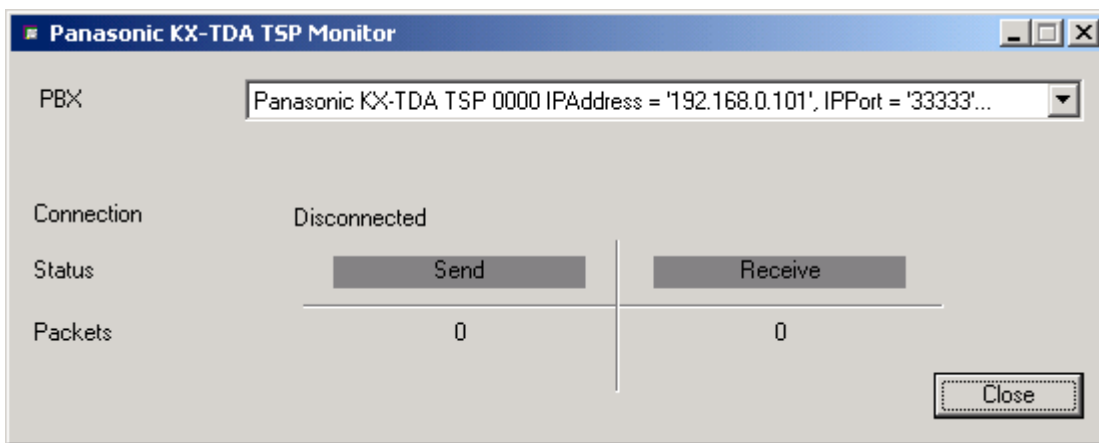 Panasonic KX-TDA TSP Monitor
PBX Panasonic KX-TDA TSP 0000 IPAddress = '192.168.0.101', IPPort = '33333'...
Connection Disconnected
Status Send Receive
Packets 0 0
Close